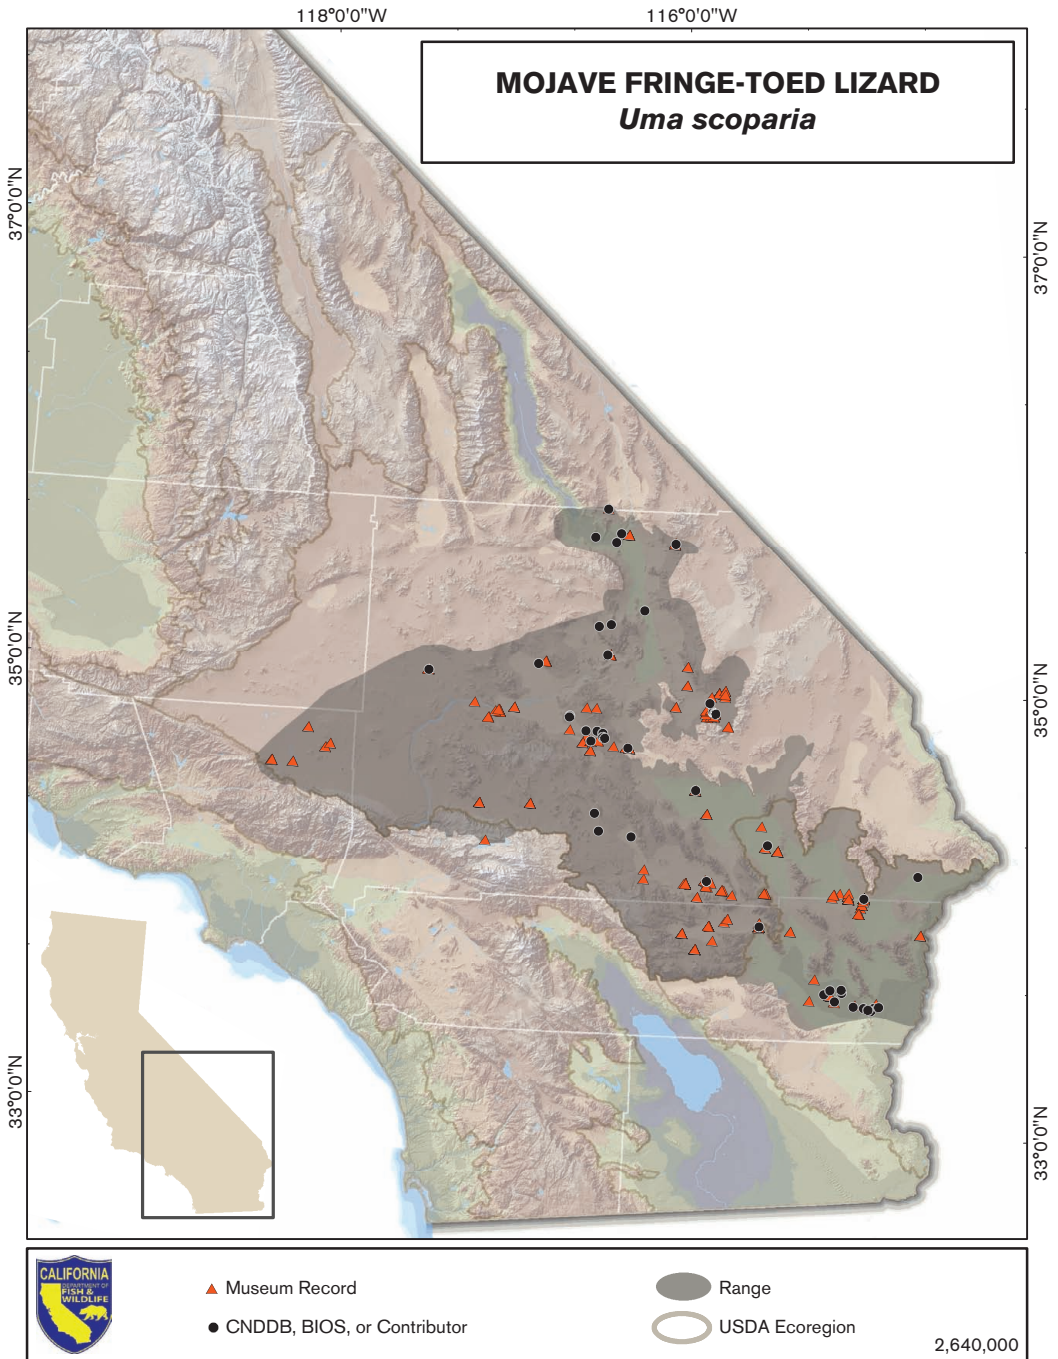 118°0'0"W
116°0'0"W
MOJAVE FRINGE-TOED LIZARD
Uma scoparia
37°0'0"N
37°0'0"N
35°0'0"N
35°0'0"N
33°0'0"N
33°0'0"N
CALIFORNIA
DEPARTMENT OF
FISH &
WILDLIFE
Museum Record
Range
CNDDB, BIOS, or Contributor
USDA Ecoregion
2,640,000